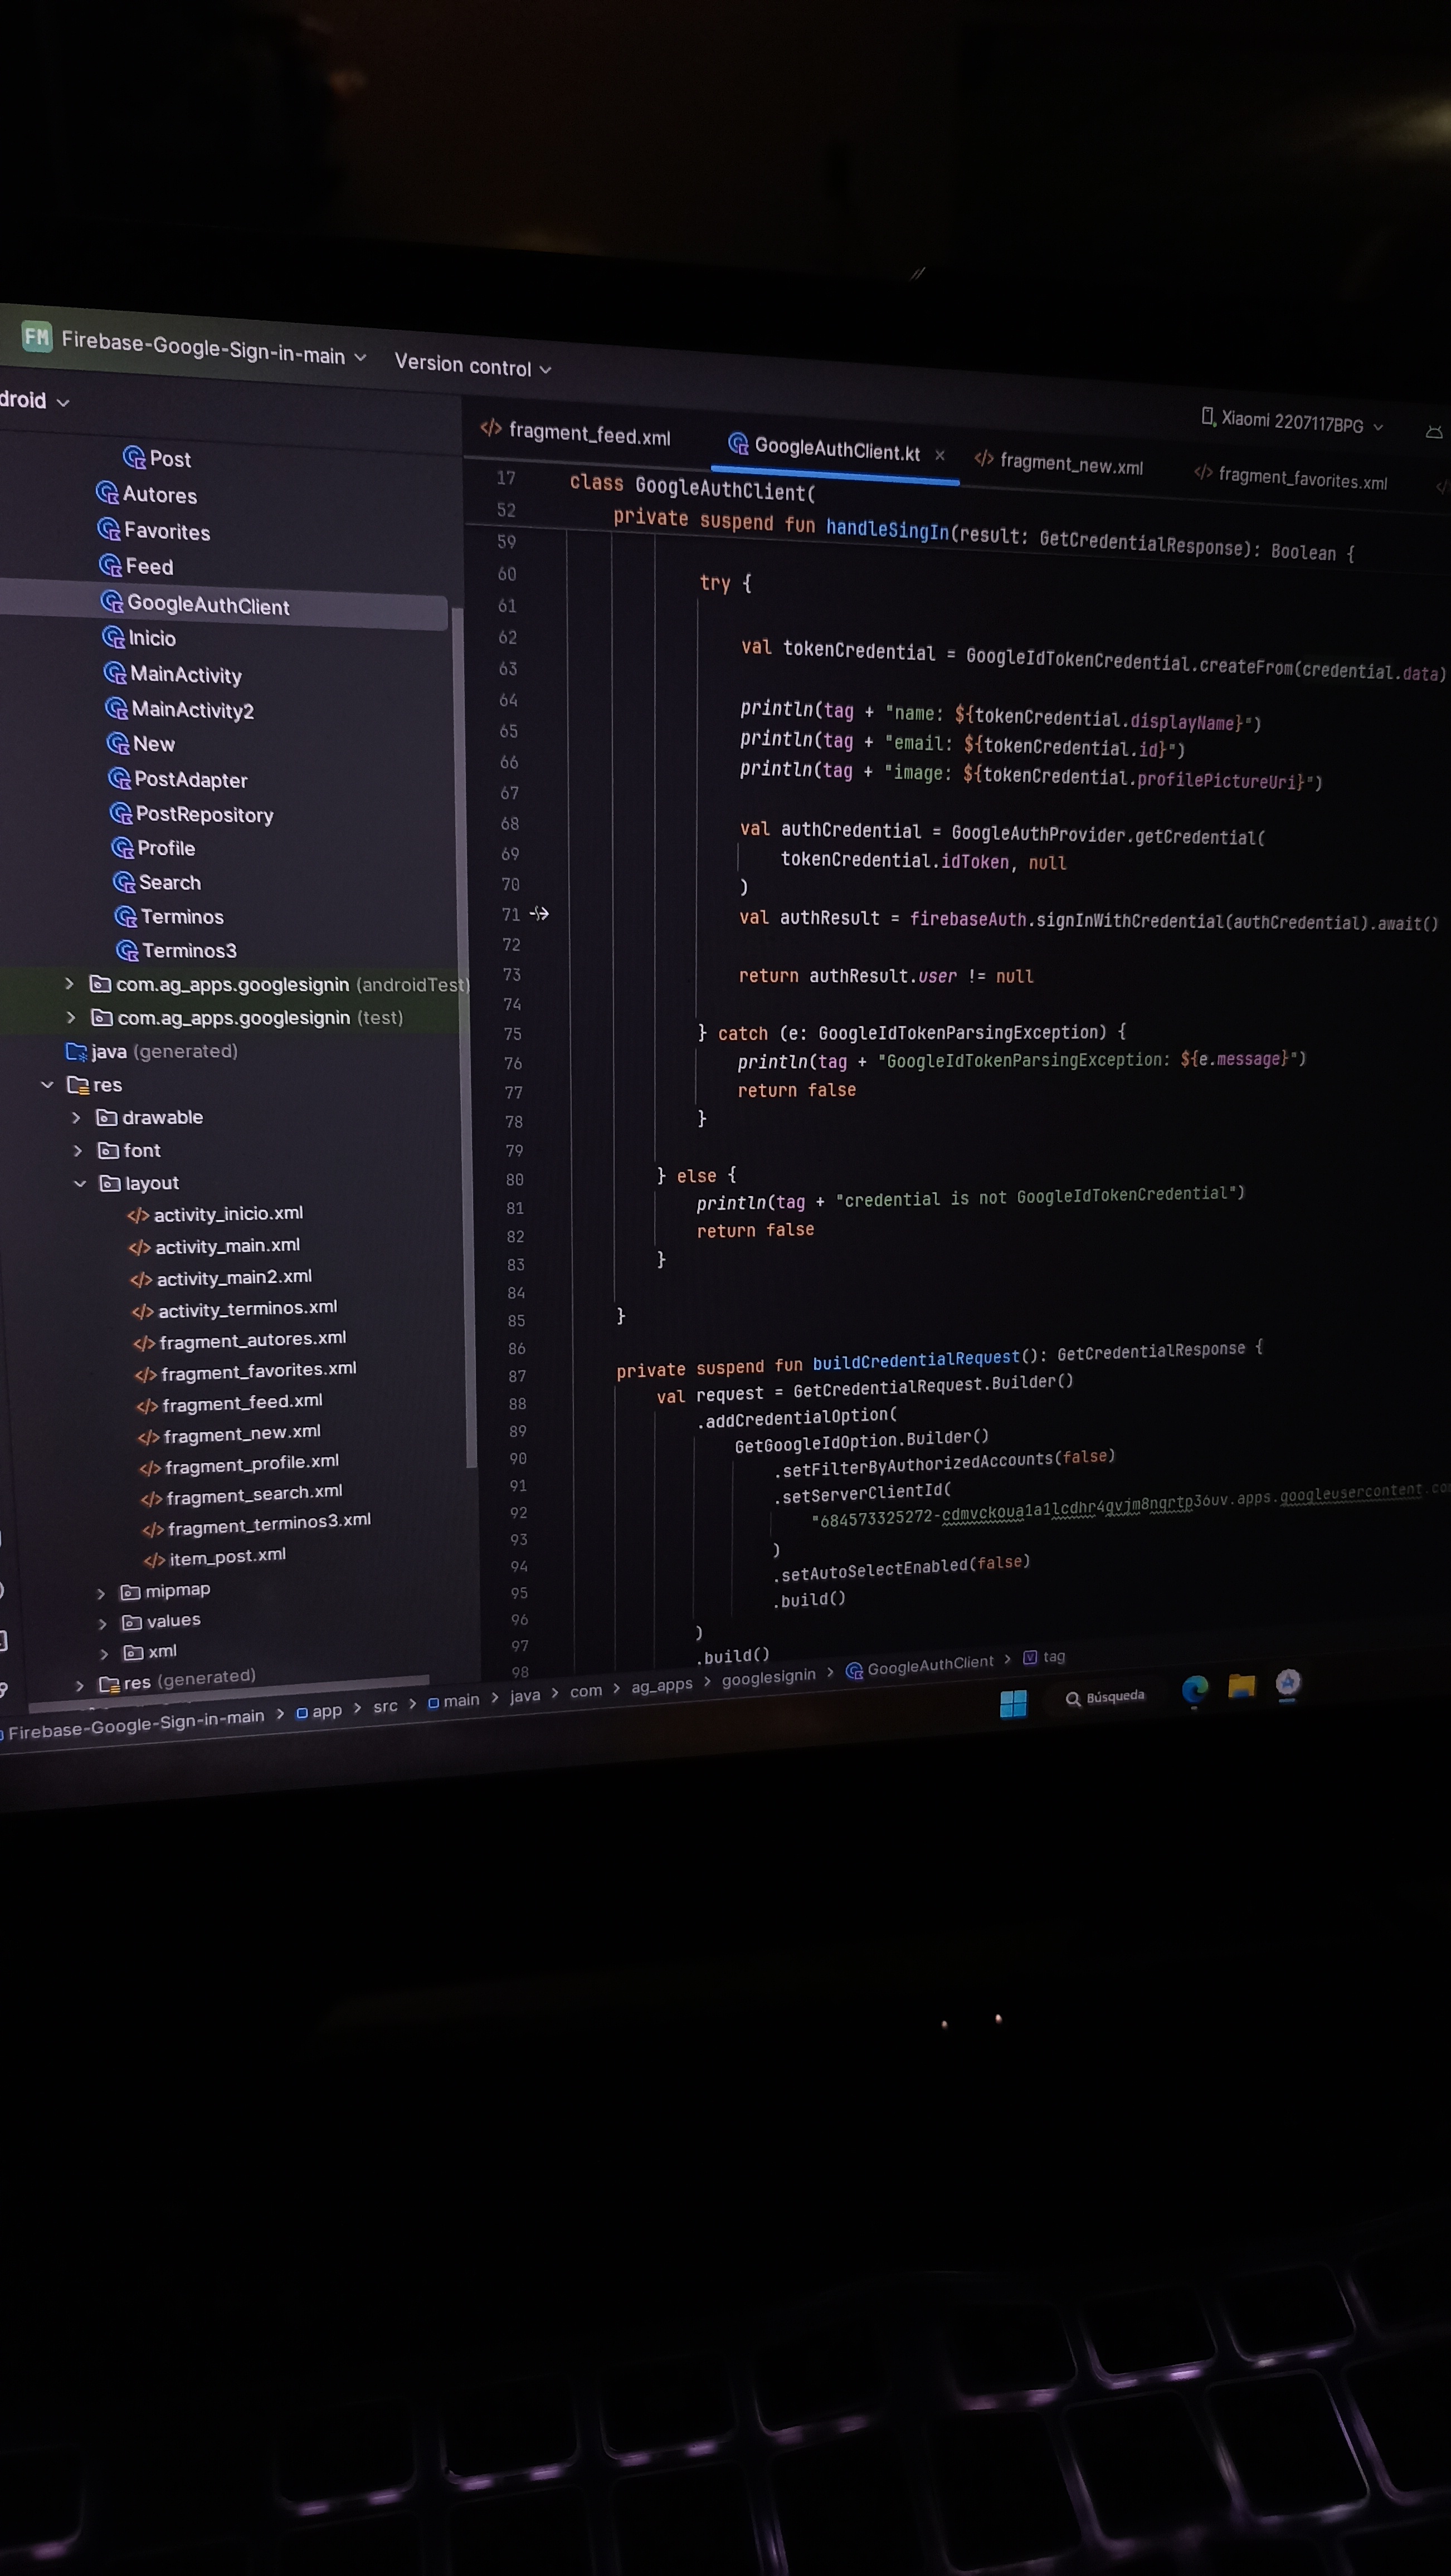 FM Firebase-Google-Sign-in-main Version control
Xiaomi 2207117BPG
droid
Post
Autores
Favorites
Feed
GoogleAuthClient
Inicio
MainActivity
MainActivity2
New
PostAdapter
PostRepository
Profile
Search
Terminos
Terminos3
com.ag_apps.googlesignin (androidTest)
com.ag_apps.googlesignin (test)
java (generated)
res
drawable
font
layout
activity_inicio.xml
activity_main.xml
activity_main2.xml
activity_terminos.xml
fragment_autores.xml
fragment_favorites.xml
fragment_feed.xml
fragment_new.xml
fragment_profile.xml
fragment_search.xml
fragment_terminos3.xml
item_post.xml
mipmap
values
xml
res (generated)
fragment_feed.xml GoogleAuthClient.kt × fragment_new.xml fragment_favorites.xml
17 class GoogleAuthClient(
52 private suspend fun handleSingIn(result: GetCredentialResponse): Boolean {
59
60 try {
61
62 val tokenCredential = GoogleIdTokenCredential.createFrom(credential.data)
63
64 println(tag + "name: ${tokenCredential.displayName}")
65 println(tag + "email: ${tokenCredential.id}")
66 println(tag + "image: ${tokenCredential.profilePictureUri}")
67
68 val authCredential = GoogleAuthProvider.getCredential(
69 tokenCredential.idToken, null
70 )
71 val authResult = firebaseAuth.signInWithCredential(authCredential).await()
72
73 return authResult.user != null
74
75 } catch (e: GoogleIdTokenParsingException) {
76 println(tag + "GoogleIdTokenParsingException: ${e.message}")
77 return false
78 }
79
80 } else {
81 println(tag + "credential is not GoogleIdTokenCredential")
82 return false
83 }
84
85 }
86
87 private suspend fun buildCredentialRequest(): GetCredentialResponse {
88 val request = GetCredentialRequest.Builder()
89 .addCredentialOption(
90 GetGoogleIdOption.Builder()
91 .setFilterByAuthorizedAccounts(false)
92 .setServerClientId(
93 )
94 .setAutoSelectEnabled(false)
95 .build()
96
97 )
98 .build()
Firebase-Google-Sign-in-main > app > src > main > java > com > ag_apps > googlesignin > GoogleAuthClient > tag
Búsqueda